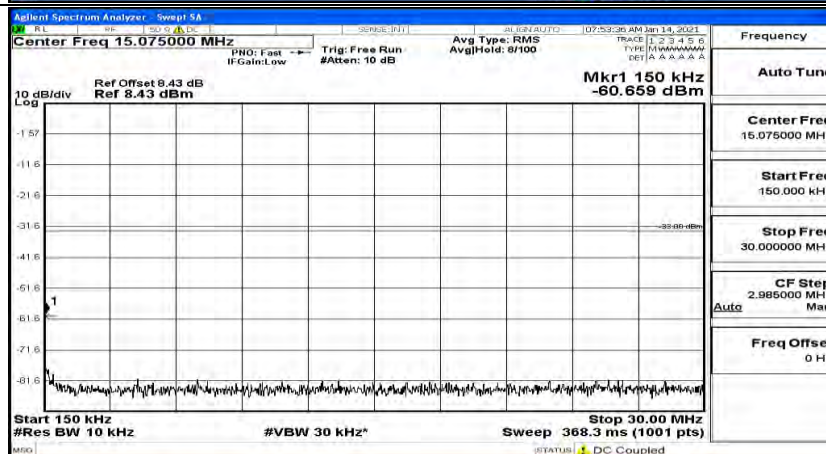 Agilent Spectrum Analyzer - Swept SA
RL RF 50 Ω DC SENSE:INT ALIGN AUTO 07:53:36 AM Jan 14, 2021
Center Freq 15.075000 MHz
PNO: Fast
IFGain:Low
Trig: Free Run
#Atten: 10 dB
Avg Type: RMS
Avg|Hold: 8/100
TRACE 1 2 3 4 5 6
TYPE M WWWWW
DET A A A A A A
Mkr1 150 kHz
-60.659 dBm
Ref Offset 8.43 dB
10 dB/div Ref 8.43 dBm
Log
-1.57
-11.6
-21.6
-31.6
-33.00 dBm
-41.6
-51.6
1
-61.6
-71.6
-81.6
Start 150 kHz Stop 30.00 MHz
#Res BW 10 kHz #VBW 30 kHz* Sweep 368.3 ms (1001 pts)
MSG STATUS DC Coupled
Frequency
Auto Tune
Center Freq
15.075000 MH
Start Freq
150.000 kH
Stop Freq
30.000000 MH
CF Step
2.985000 MH
Auto Ma
Freq Offse
0 H